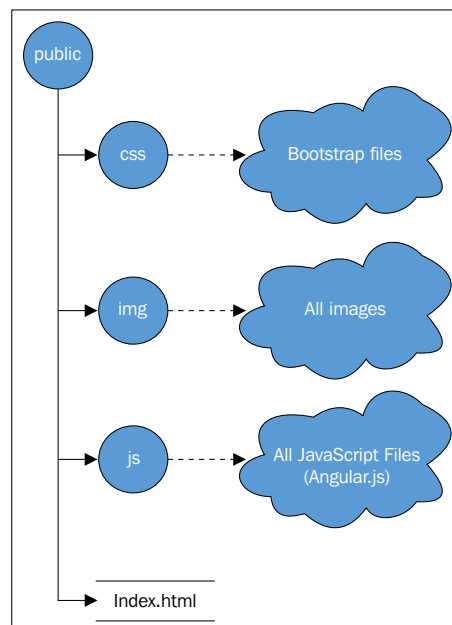 public
css
Bootstrap files
img
All images
js
All JavaScript Files
(Angular.js)
Index.html